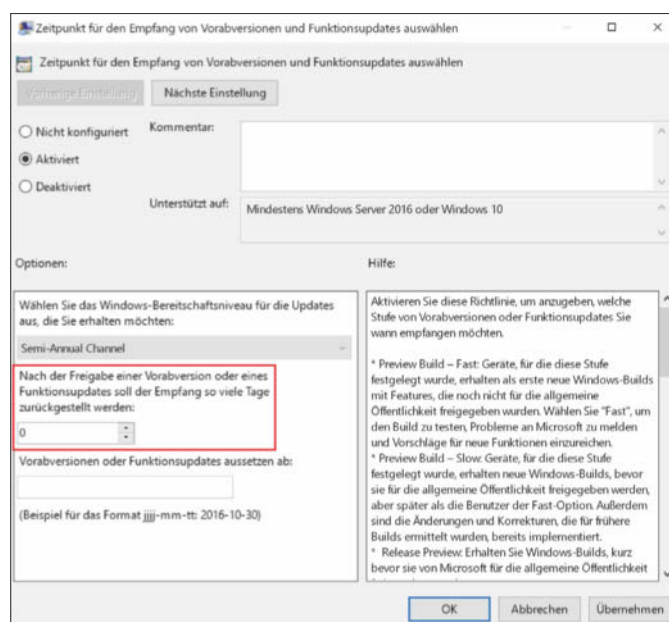 Zeitpunkt für den Empfang von Vorabversionen und Funktionsupdates auswählen
Zeitpunkt für den Empfang von Vorabversionen und Funktionsupdates auswählen
Vorherige Einstellung
Nächste Einstellung
Nicht konfiguriert
Aktiviert
Deaktiviert
Kommentar:
Unterstützt auf:
Mindestens Windows Server 2016 oder Windows 10
Optionen:
Hilfe:
Wählen Sie das Windows-Bereitschaftsniveau für die Updates
aus, die Sie erhalten möchten:
Semi-Annual Channel
Nach der Freigabe einer Vorabversion oder eines
Funktionsupdates soll der Empfang so viele Tage
zurückgestellt werden:
0
Vorabversionen oder Funktionsupdates aussetzen ab:
(Beispiel für das Format jjjj-mm-tt: 2016-10-30)
Aktivieren Sie diese Richtlinie, um anzugeben, welche
Stufe von Vorabversionen oder Funktionsupdates Sie
wann empfangen möchten.
* Preview Build – Fast: Geräte, für die diese Stufe
festgelegt wurde, erhalten als erste neue Windows-Builds
mit Features, die noch nicht für die allgemeine
Öffentlichkeit freigegeben wurden. Wählen Sie "Fast", um
den Build zu testen, Probleme an Microsoft zu melden
und Vorschläge für neue Funktionen einzureichen.
* Preview Build – Slow: Geräte, für die diese Stufe
festgelegt wurde, erhalten neue Windows-Builds, bevor
sie für die allgemeine Öffentlichkeit freigegeben werden,
aber später als die Benutzer der Fast-Option. Außerdem
sind die Änderungen und Korrekturen, die für frühere
Builds ermittelt wurden, bereits implementiert.
* Release Preview: Erhalten Sie Windows-Builds, kurz
bevor sie von Microsoft für die allgemeine Öffentlichkeit
OK
Abbrechen
Übernehmen